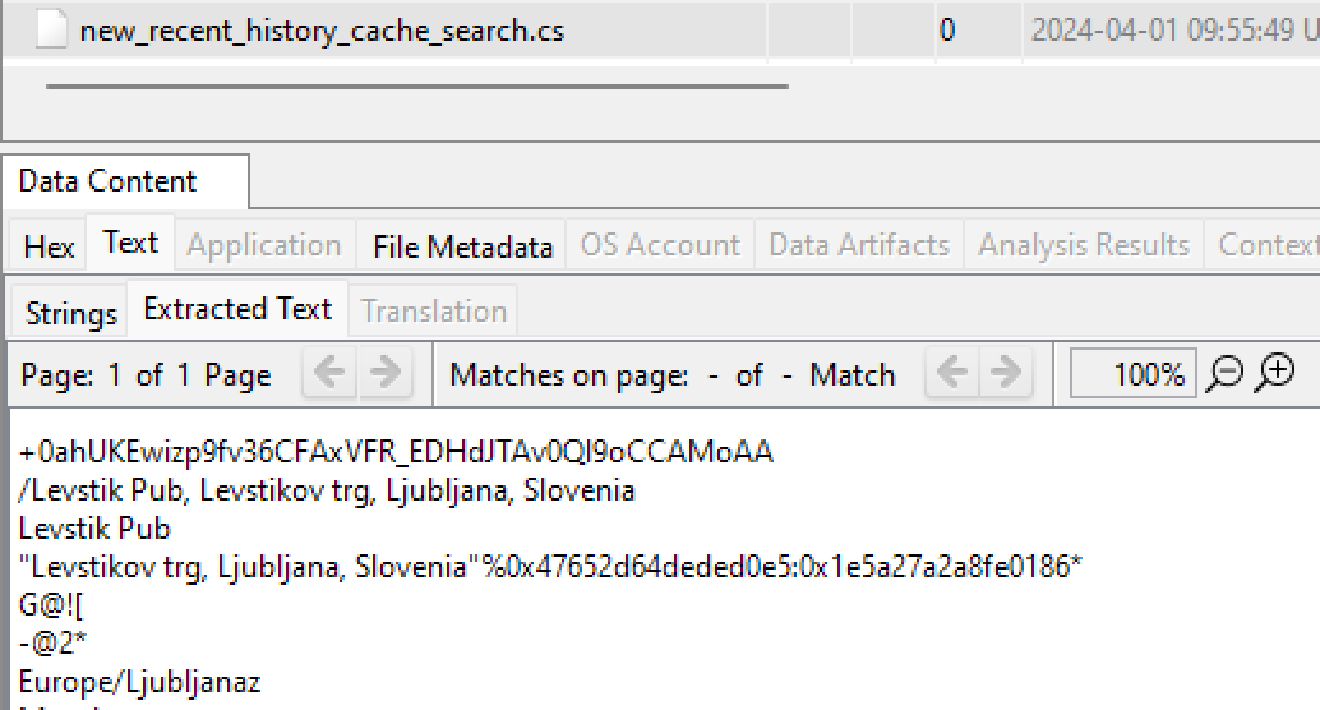 new_recent_history_cache_search.cs 0 2024-04-01 09:55:49 U
Data Content
Hex Text Application File Metadata OS Account Data Artifacts Analysis Results Context
Strings Extracted Text Translation
Page: 1 of 1 Page Matches on page: - of - Match 100%
+0ahUKEwizp9fv36CFAxVFR_EDHdJTAv0QJ9oCCAMoAA
/Levstik Pub, Levstikov trg, Ljubljana, Slovenia
Levstik Pub
"Levstikov trg, Ljubljana, Slovenia"%0x47652d64deded0e5:0x1e5a27a2a8fe0186*
G@![
-@2*
Europe/Ljubljanaz